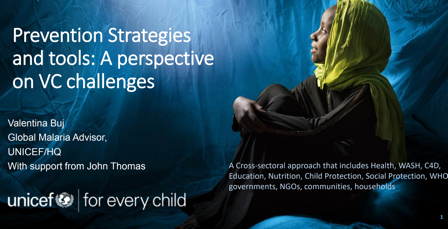 Prevention Strategies
and tools: A perspective
on VC challenges
Valentina Buj
Global Malaria Advisor,
UNICEF/HQ
With support from John Thomas
A Cross-sectoral approach that includes Health, WASH, C4D,
Education, Nutrition, Child Protection, Social Protection, WHO
governments, NGOs, communities, households
unicef for every child
1